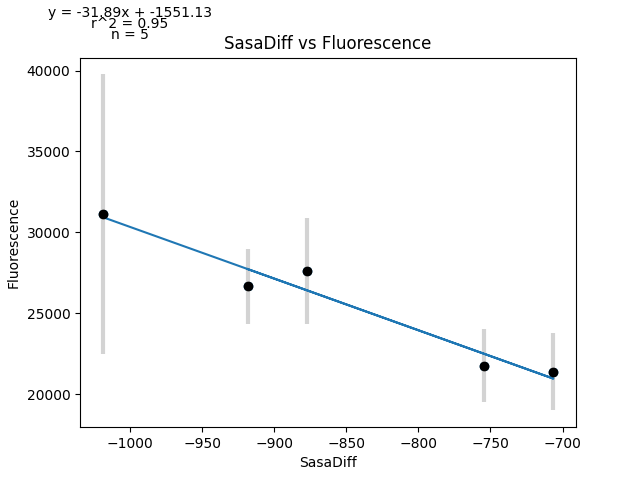 y = -31.89x + -1551.13
r^2 = 0.95
n = 5
SasaDiff vs Fluorescence
40000
35000
30000
25000
20000
Fluorescence
−1000 −950 −900 −850 −800 −750 −700
SasaDiff